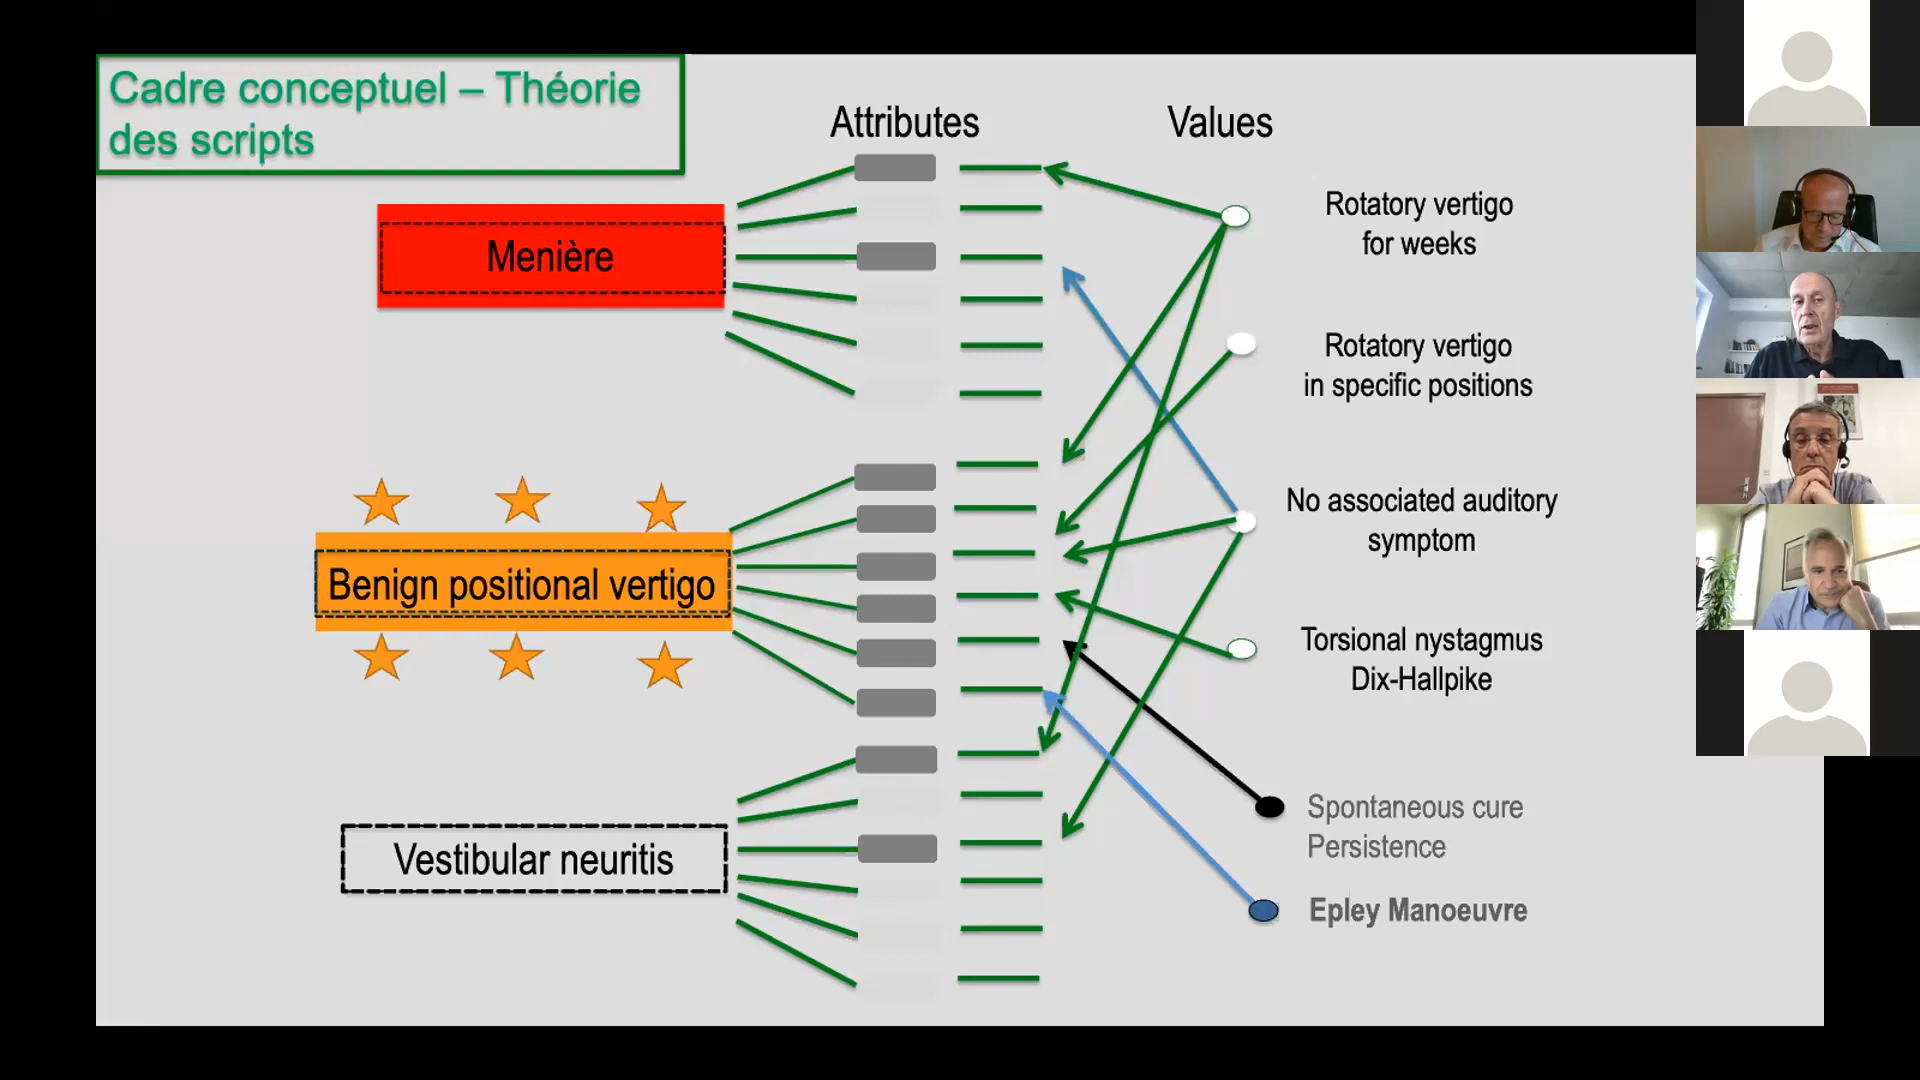 Cadre conceptuel – Théorie
des scripts
Attributes
Values
Menière
Benign positional vertigo
Vestibular neuritis
Rotatory vertigo
for weeks
Rotatory vertigo
in specific positions
No associated auditory
symptom
Torsional nystagmus
Dix-Hallpike
Spontaneous cure
Persistence
Epley Manoeuvre